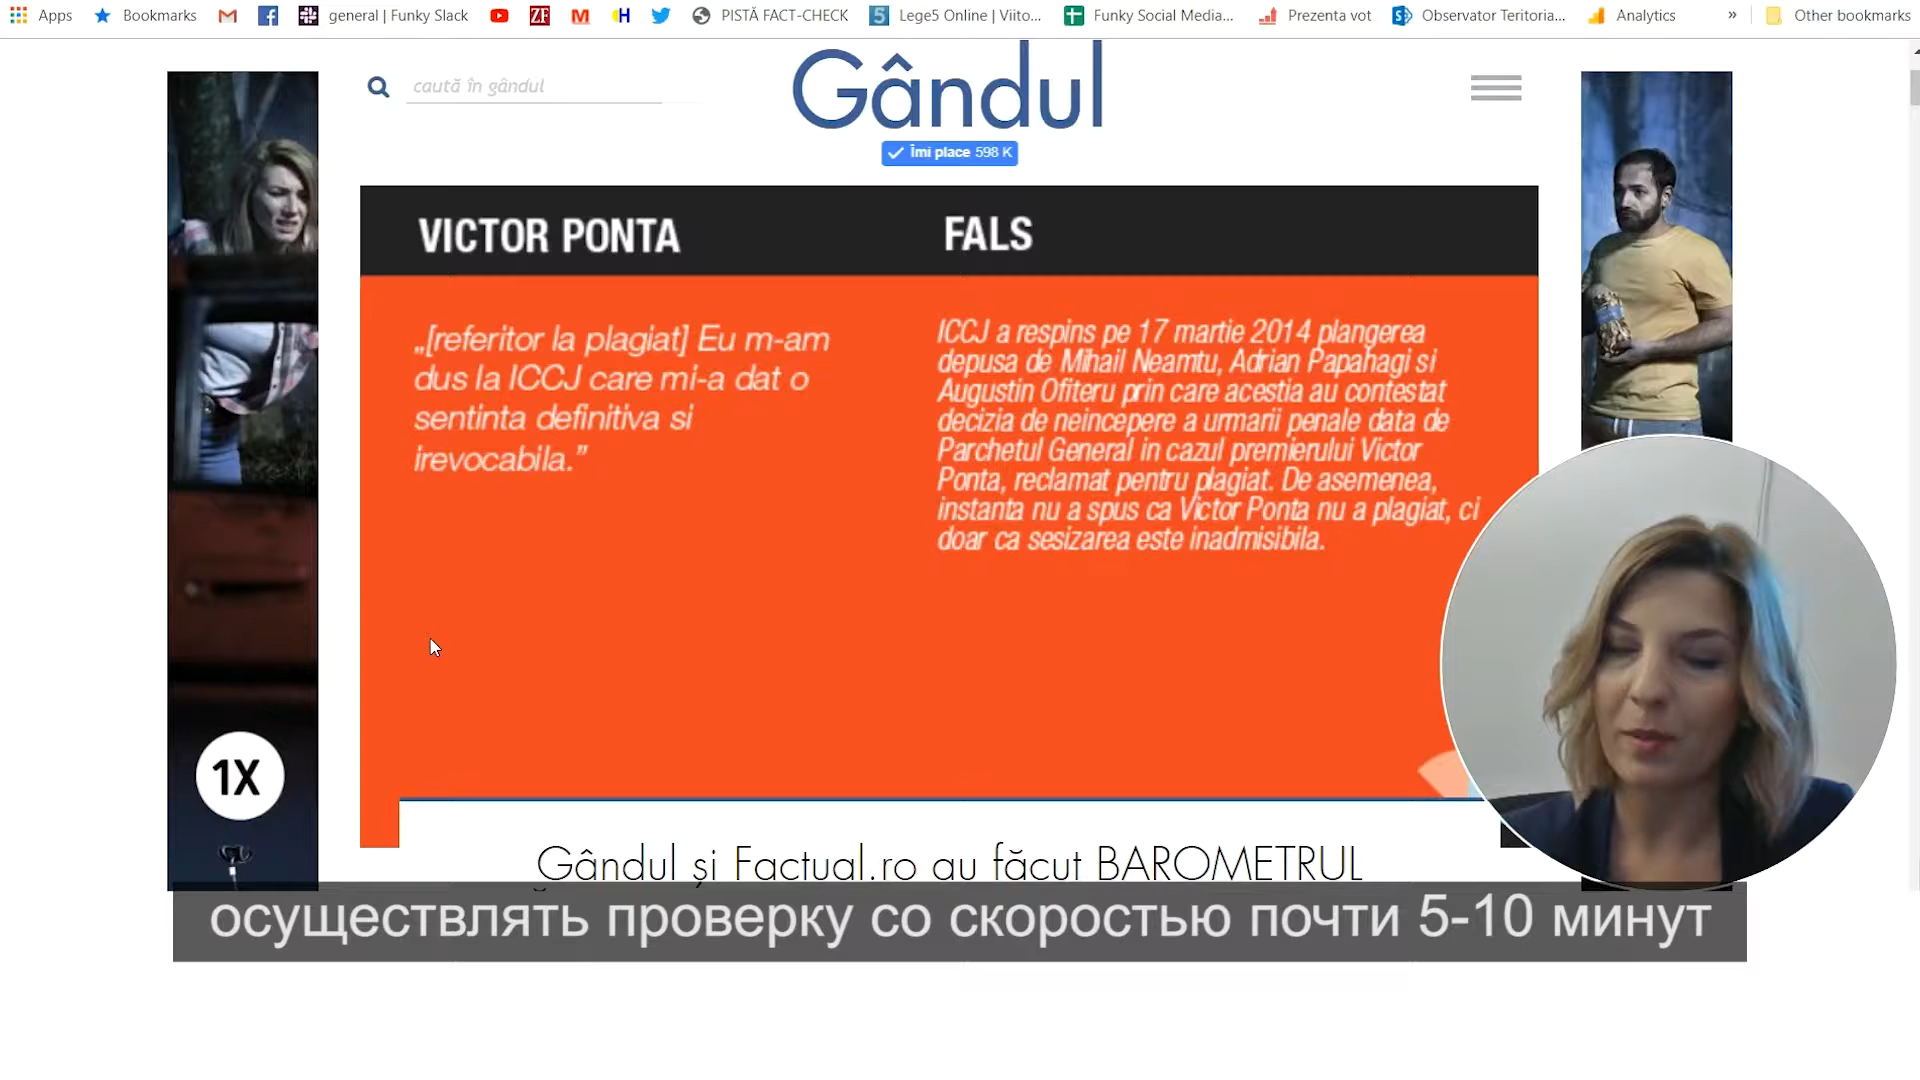 Apps Bookmarks general | Funky Slack ZF M H PISTĂ FACT-CHECK 5 Lege5 Online | Viito... Funky Social Media... Prezenta vot Observator Teritoria... Analytics » Other bookmarks
caută în gândul
Gândul
Îmi place 598 K
VICTOR PONTA
FALS
„[referitor la plagiat] Eu m-am
dus la ICCJ care mi-a dat o
sentinta definitiva si
irevocabila.”
ICCJ a respins pe 17 martie 2014 plangerea
depusa de Mihail Neamtu, Adrian Papahagi si
Augustin Ofiteru prin care acestia au contestat
decizia de neincepere a urmarii penale data de
Parchetul General in cazul premierului Victor
Ponta, reclamat pentru plagiat. De asemenea,
instanta nu a spus ca Victor Ponta nu a plagiat, ci
doar ca sesizarea este inadmisibila.
1X
Gândul și Factual.ro au făcut BAROMETRUL
осуществлять проверку со скоростью почти 5-10 минут